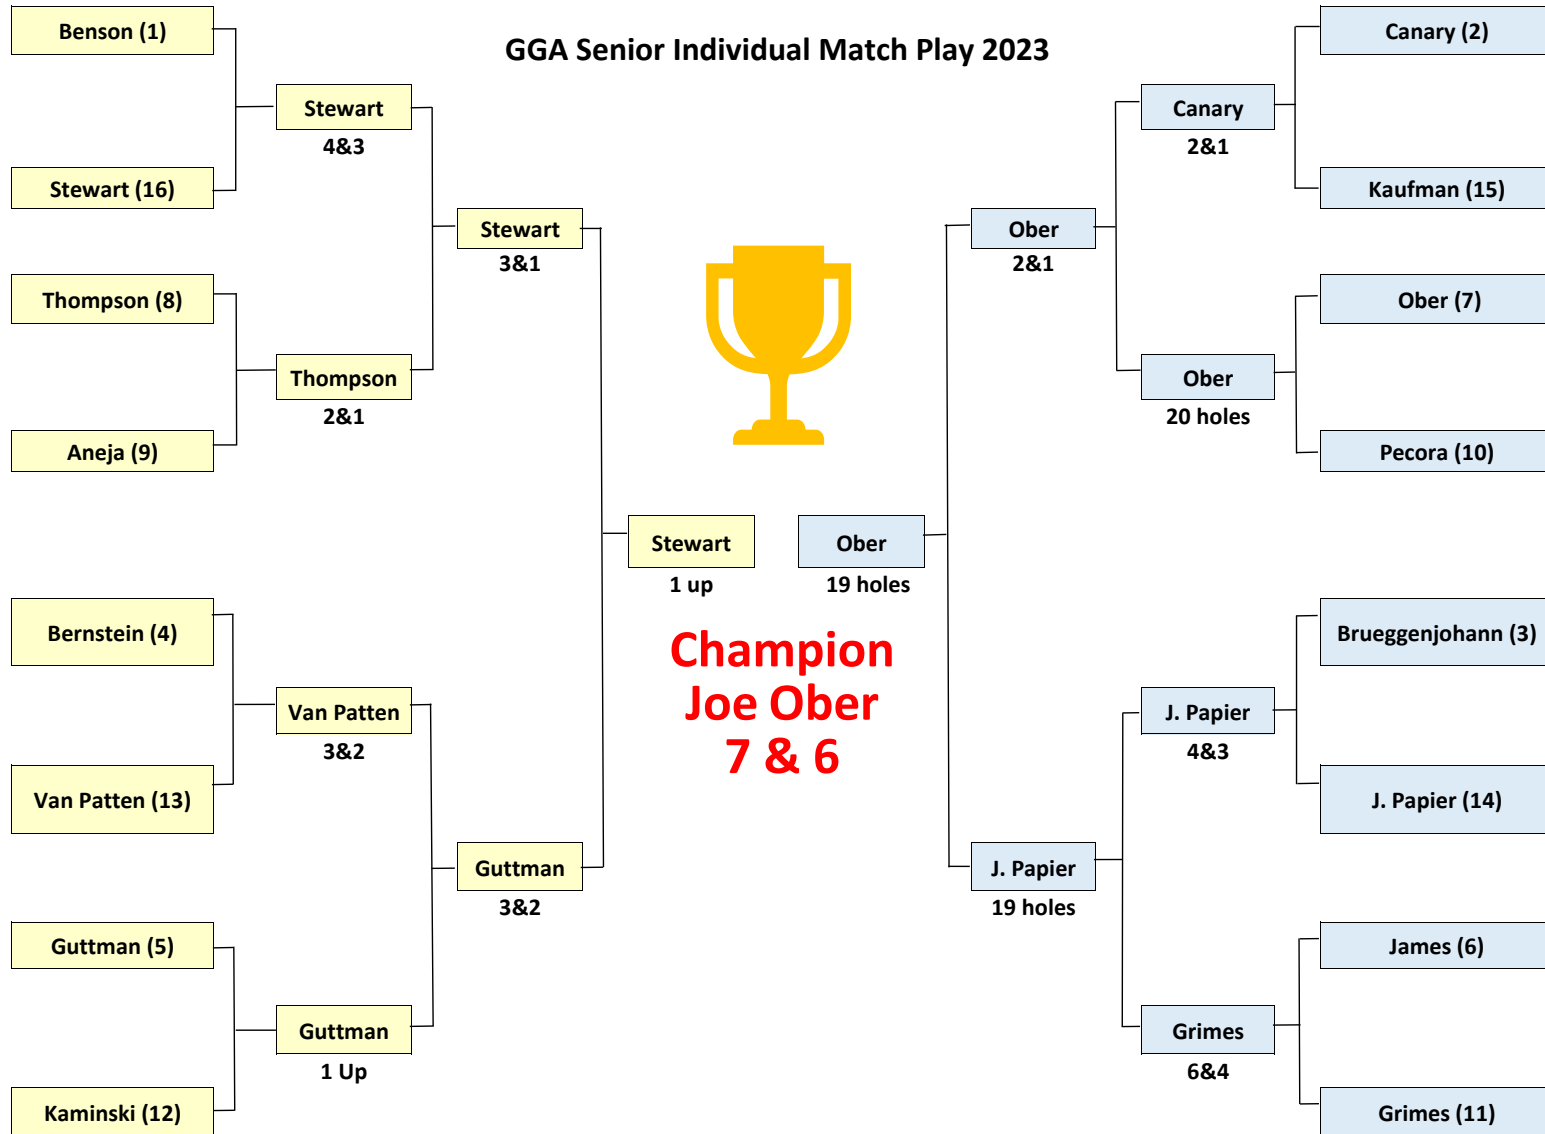 GGA Senior Individual Match Play 2023
Benson (1)
Stewart (16)
Thompson (8)
Aneja (9)
Bernstein (4)
Van Patten (13)
Guttman (5)
Kaminski (12)
Stewart
4&3
Thompson
2&1
Van Patten
3&2
Guttman
1 Up
Stewart
3&1
Guttman
3&2
Stewart
1 up
Ober
19 holes
Champion
Joe Ober
7 & 6
Ober
2&1
J. Papier
19 holes
Canary
2&1
Ober
20 holes
J. Papier
4&3
Grimes
6&4
Canary (2)
Kaufman (15)
Ober (7)
Pecora (10)
Brueggenjohann (3)
J. Papier (14)
James (6)
Grimes (11)